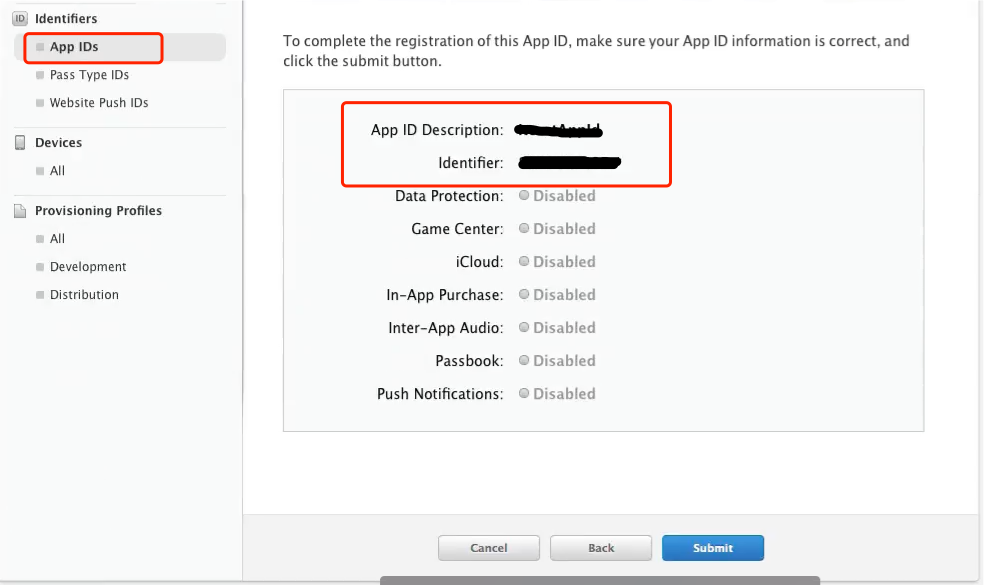 ID
Identifiers
App IDs
Pass Type IDs
Website Push IDs
Devices
All
Provisioning Profiles
All
Development
Distribution
To complete the registration of this App ID, make sure your App ID information is correct, and
click the submit button.
App ID Description:
Identifier:
Data Protection: Disabled
Game Center: Disabled
iCloud: Disabled
In-App Purchase: Disabled
Inter-App Audio: Disabled
Passbook: Disabled
Push Notifications: Disabled
Cancel
Back
Submit